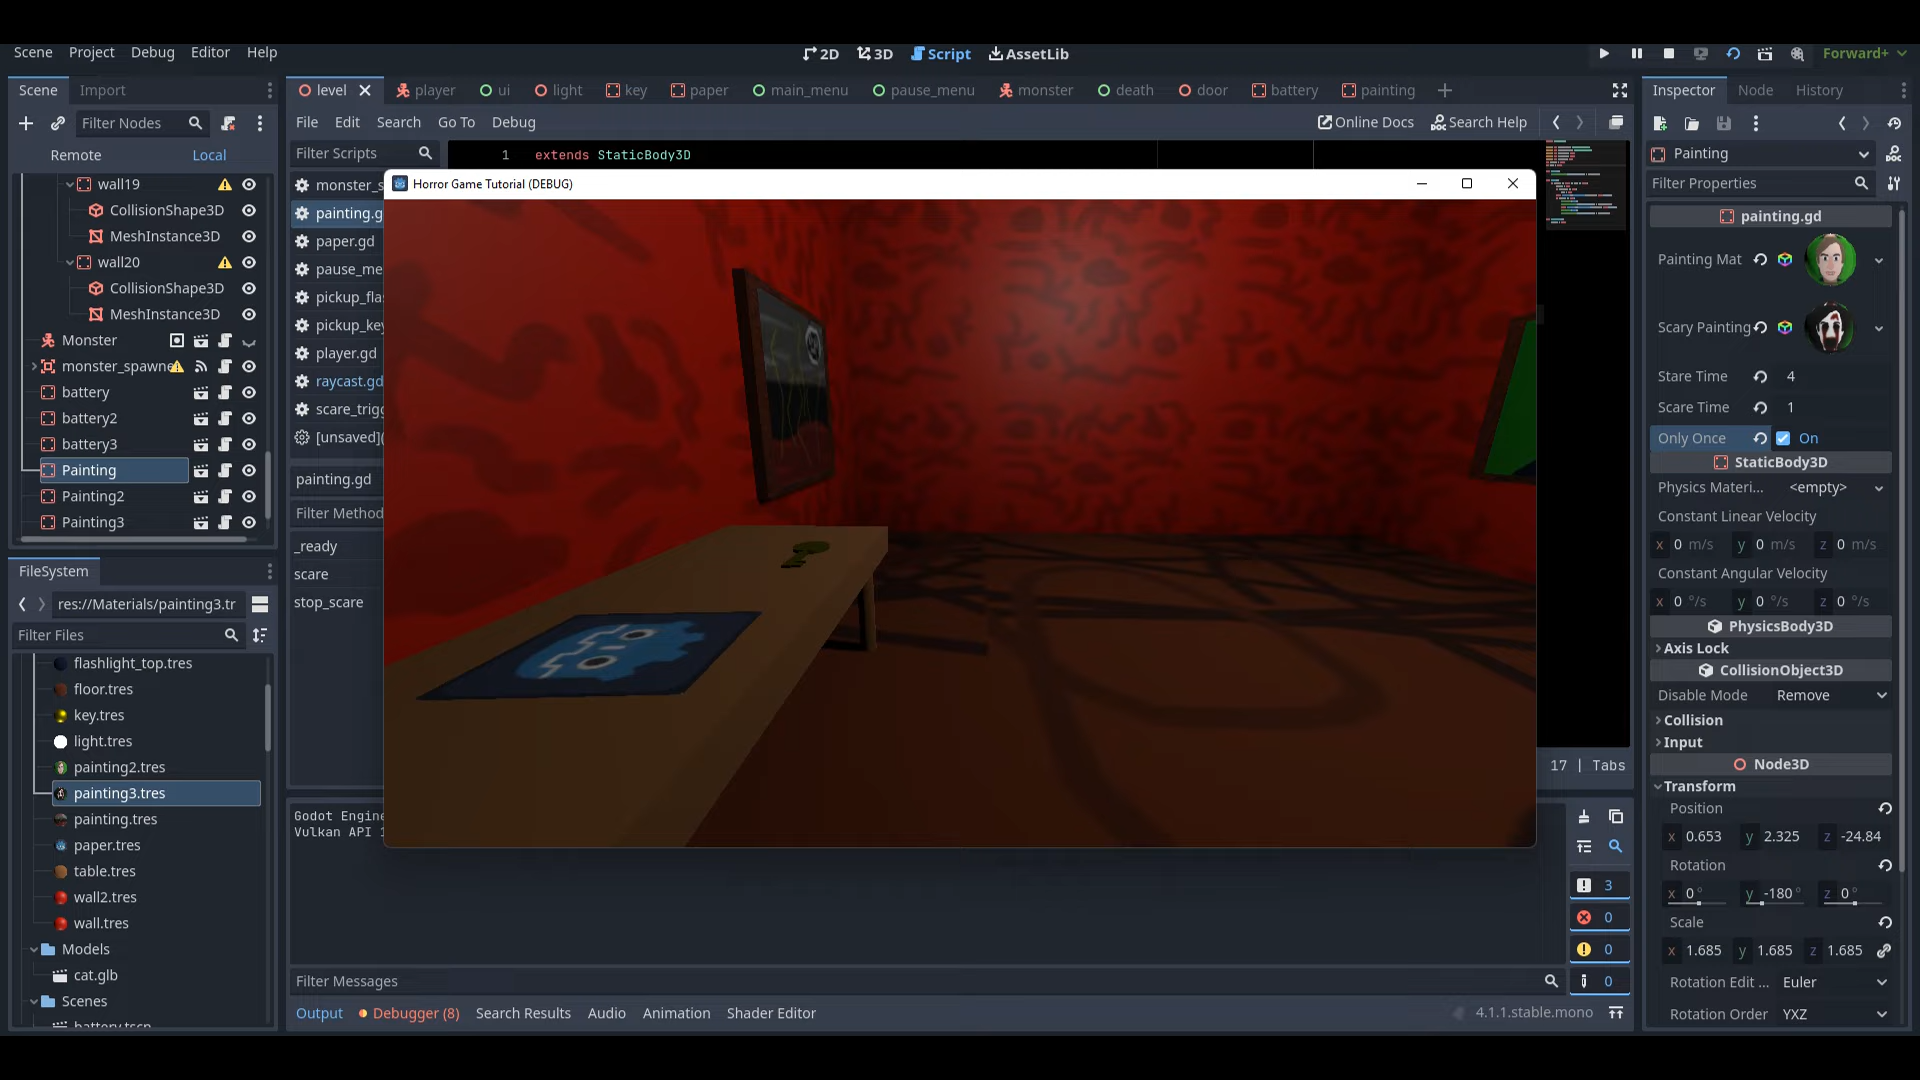 Scene Project Debug Editor Help
2D 3D Script AssetLib
Forward+
Scene Import
level player ui light key paper main_menu pause_menu monster death door battery painting
Inspector Node History
Filter Nodes
File Edit Search Go To Debug
Online Docs Search Help
Remote Local
Filter Scripts
1 extends StaticBody3D
Painting
Filter Properties
wall19
CollisionShape3D
MeshInstance3D
wall20
CollisionShape3D
MeshInstance3D
Monster
monster_spawne
battery
battery2
battery3
Painting
Painting2
Painting3
monster_s
painting.g
paper.gd
pause_me
pickup_fla
pickup_key
player.gd
raycast.gd
scare_trigg
[unsaved](
painting.gd
Filter Method
_ready
scare
stop_scare
Horror Game Tutorial (DEBUG)
painting.gd
Painting Mat
Scary Painting
Stare Time 4
Scare Time 1
Only Once On
StaticBody3D
Physics Materi... <empty>
Constant Linear Velocity
x 0 m/s y 0 m/s z 0 m/s
Constant Angular Velocity
x 0 °/s y 0 °/s z 0 °/s
PhysicsBody3D
Axis Lock
CollisionObject3D
Disable Mode Remove
Collision
Input
Node3D
Transform
Position
x 0.653 y 2.325 z -24.84
Rotation
x 0 ° y -180 ° z 0 °
Scale
x 1.685 y 1.685 z 1.685
Rotation Edit ... Euler
Rotation Order YXZ
FileSystem
res://Materials/painting3.tr
Filter Files
flashlight_top.tres
floor.tres
key.tres
light.tres
painting2.tres
painting3.tres
painting.tres
paper.tres
table.tres
wall2.tres
wall.tres
Models
cat.glb
Scenes
17 | Tabs
Godot Engine
Vulkan API 1
3
0
0
0
Filter Messages
Output Debugger (8) Search Results Audio Animation Shader Editor
4.1.1.stable.mono